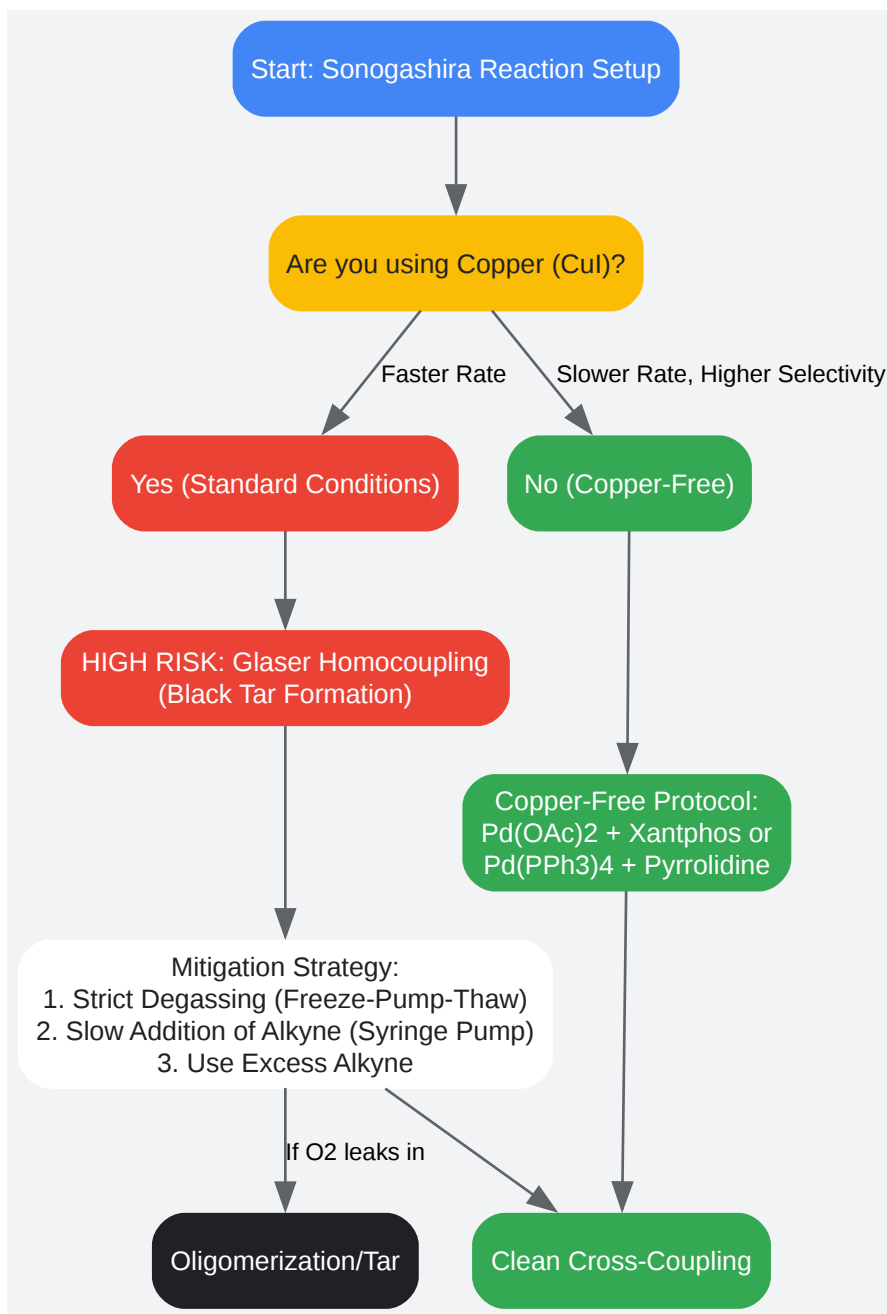 Start: Sonogashira Reaction Setup
Are you using Copper (CuI)?
Faster Rate
Slower Rate, Higher Selectivity
Yes (Standard Conditions)
No (Copper-Free)
HIGH RISK: Glaser Homocoupling
(Black Tar Formation)
Copper-Free Protocol:
Pd(OAc)2 + Xantphos or
Pd(PPh3)4 + Pyrrolidine
Mitigation Strategy:
1. Strict Degassing (Freeze-Pump-Thaw)
2. Slow Addition of Alkyne (Syringe Pump)
3. Use Excess Alkyne
If O2 leaks in
Oligomerization/Tar
Clean Cross-Coupling